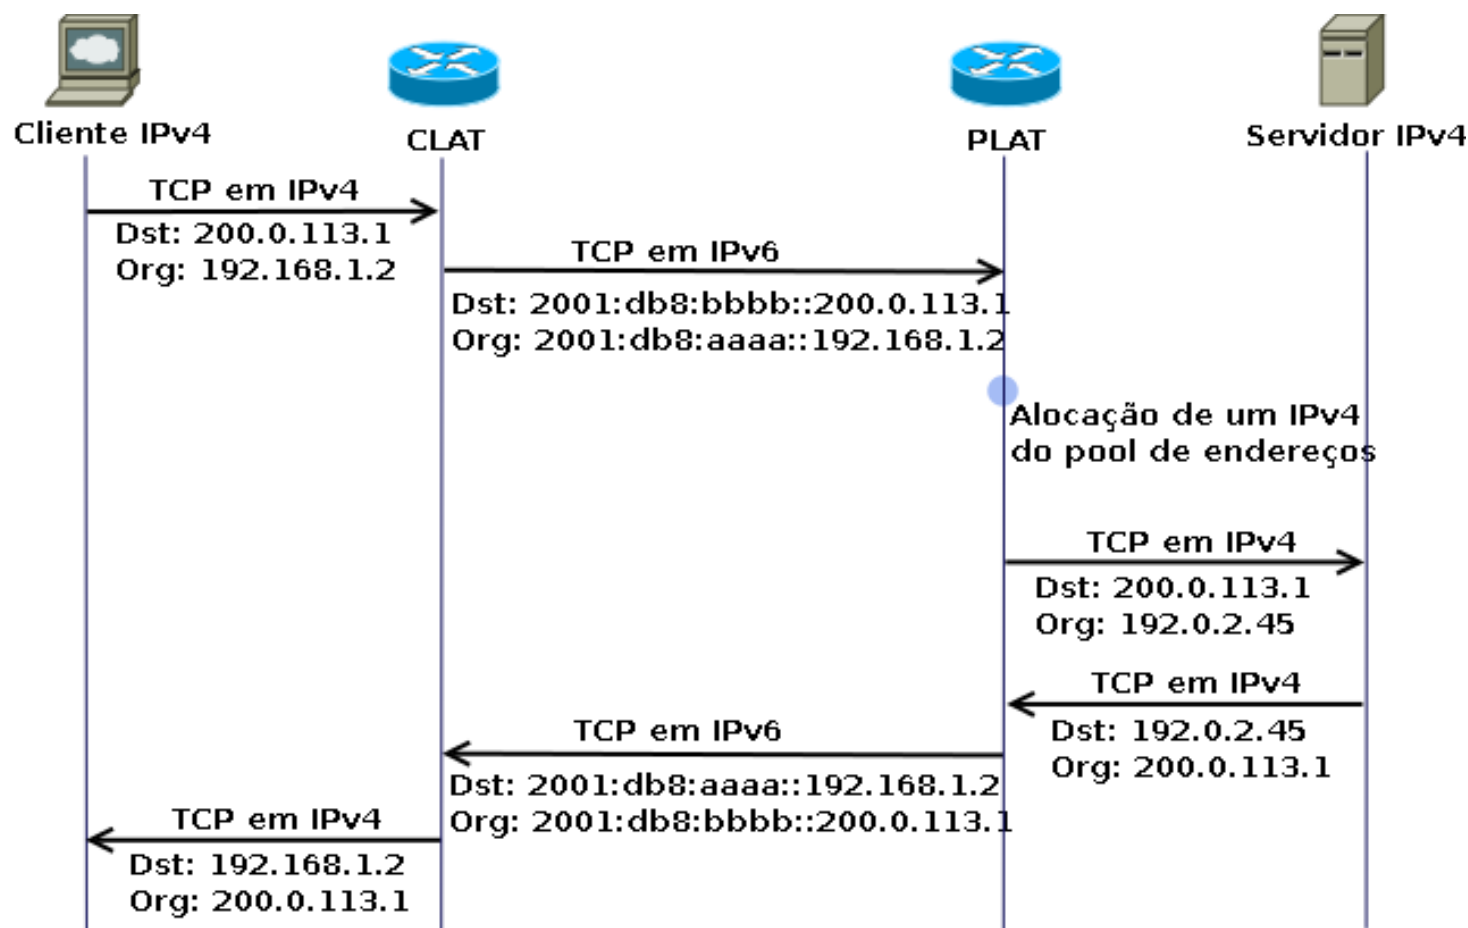 Cliente IPv4
CLAT
PLAT
Servidor IPv4
TCP em IPv4
Dst: 200.0.113.1
Org: 192.168.1.2
TCP em IPv6
Dst: 2001:db8:bbbb::200.0.113.1
Org: 2001:db8:aaaa::192.168.1.2
Alocação de um IPv4
do pool de endereços
TCP em IPv4
Dst: 200.0.113.1
Org: 192.0.2.45
TCP em IPv4
Dst: 192.0.2.45
Org: 200.0.113.1
TCP em IPv6
Dst: 2001:db8:aaaa::192.168.1.2
Org: 2001:db8:bbbb::200.0.113.1
TCP em IPv4
Dst: 192.168.1.2
Org: 200.0.113.1